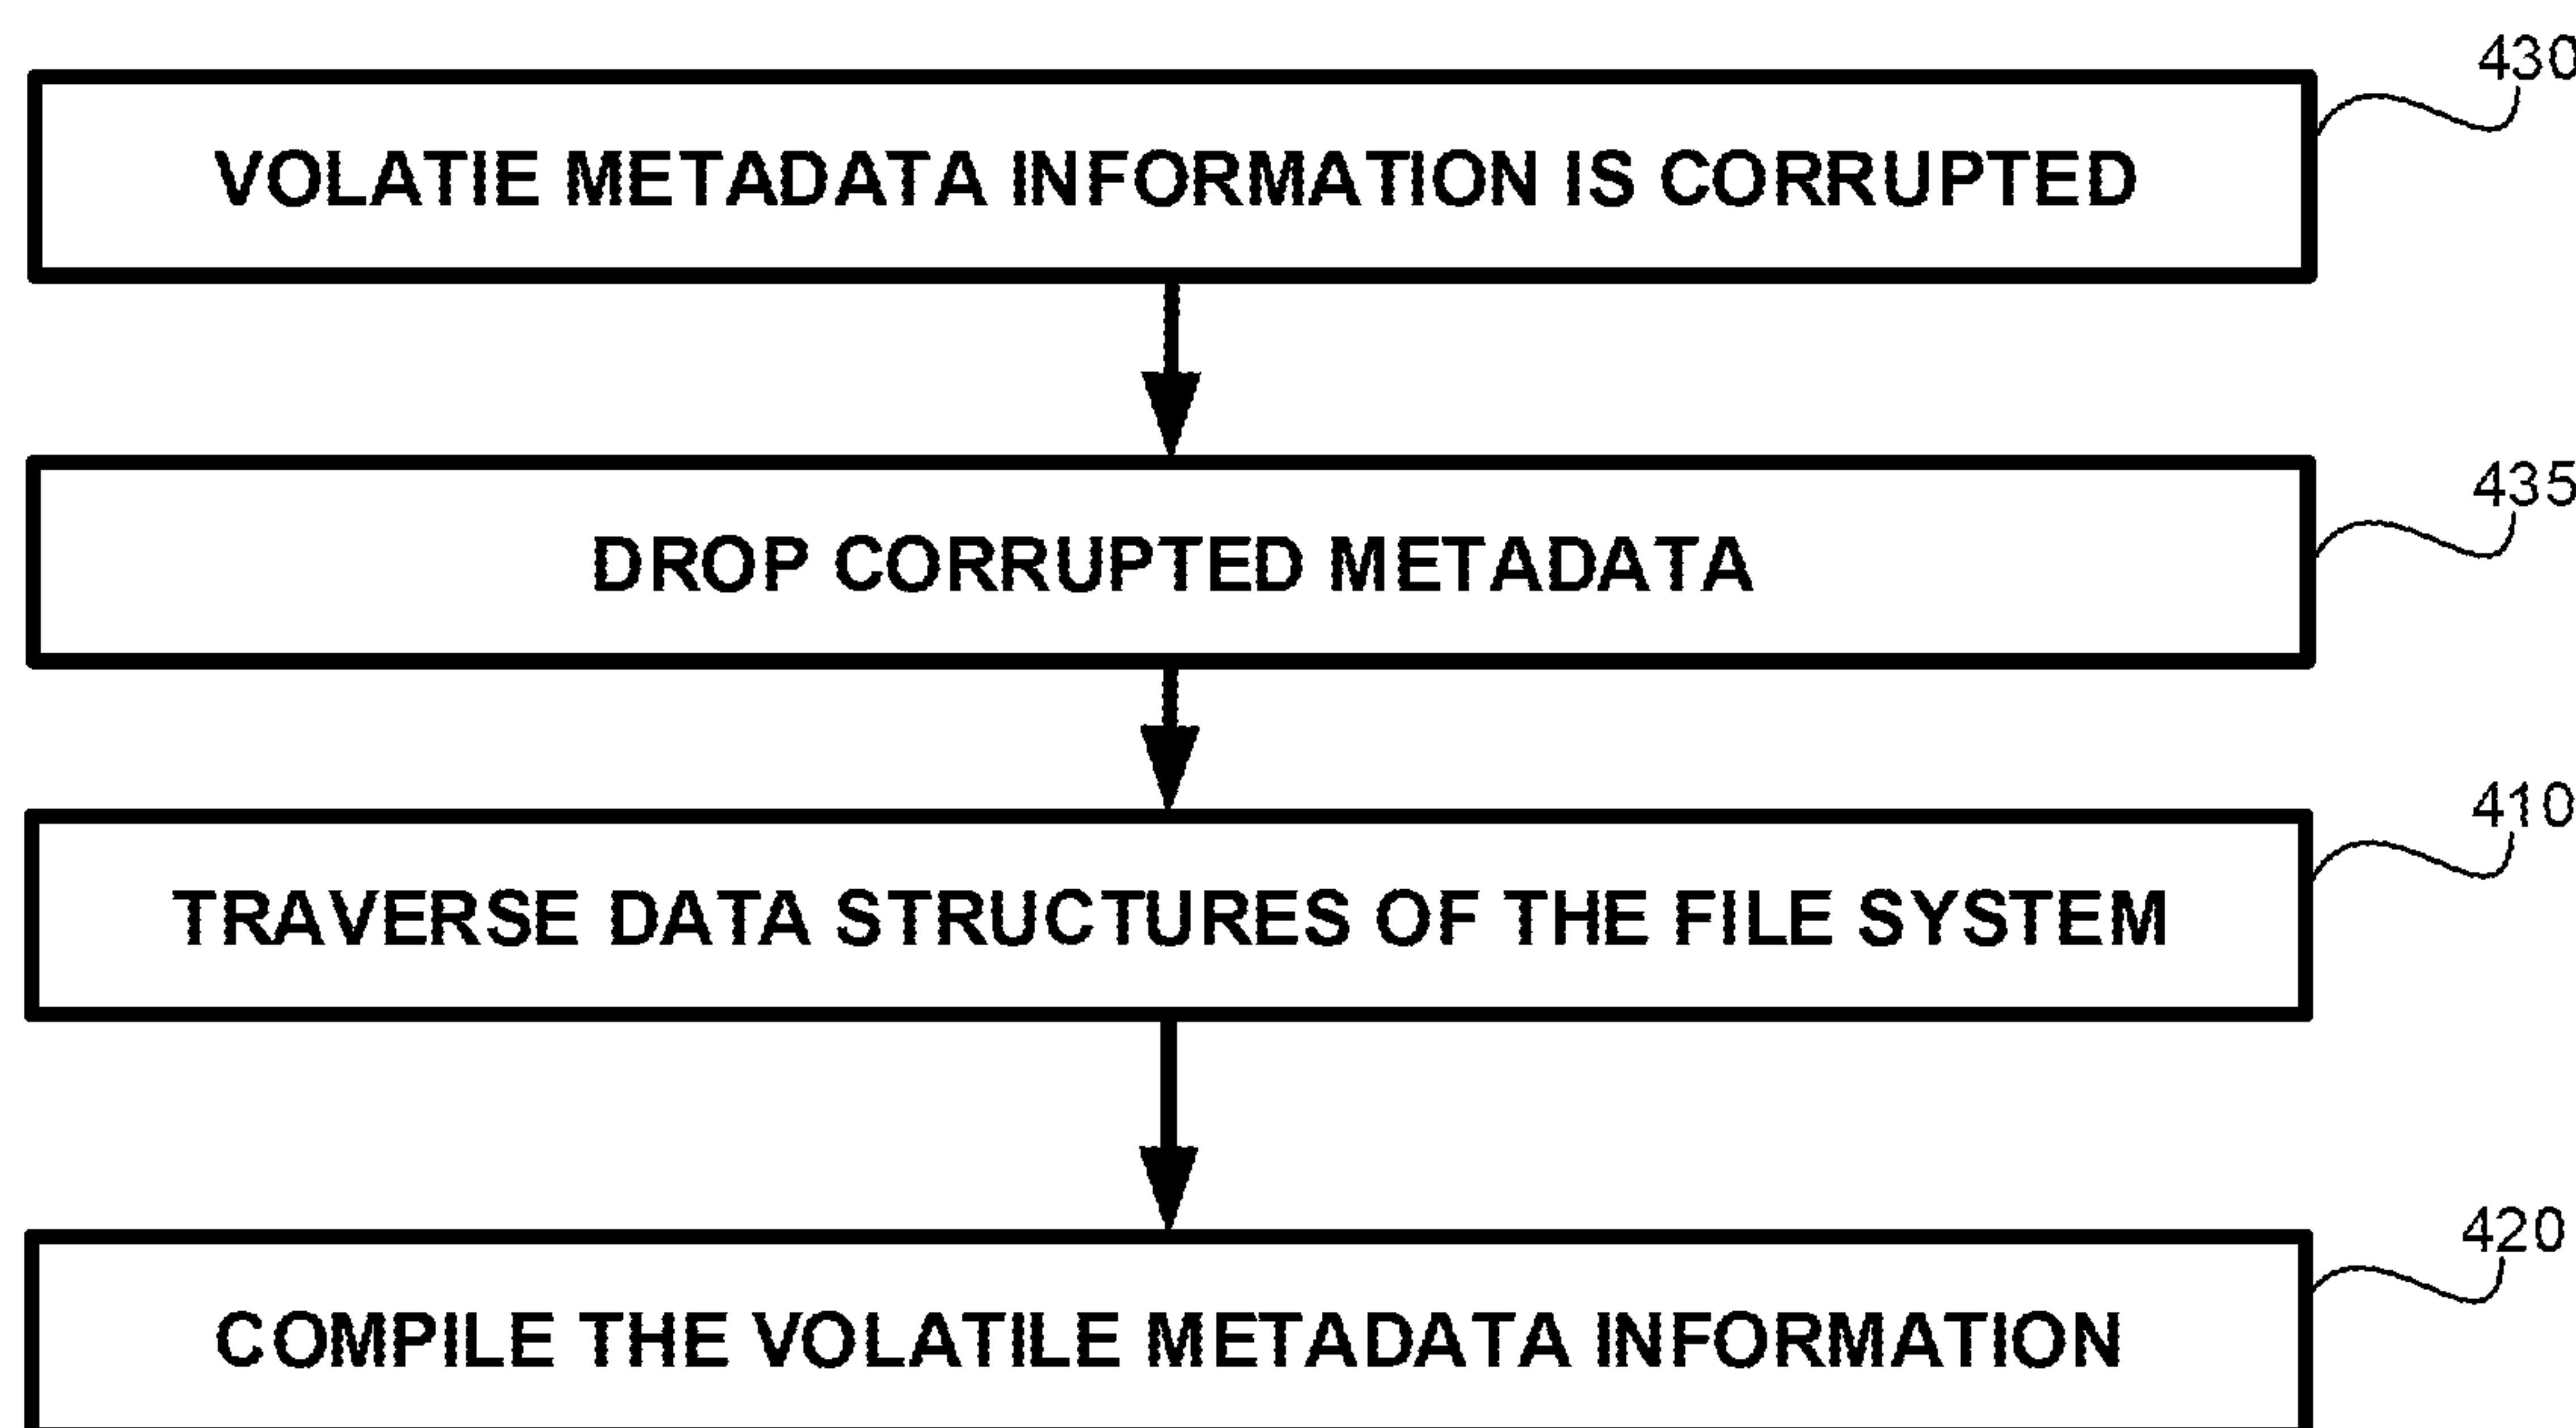 430
VOLATIE METADATA INFORMATION IS CORRUPTED
435
DROP CORRUPTED METADATA
410
TRAVERSE DATA STRUCTURES OF THE FILE SYSTEM
420
COMPILE THE VOLATILE METADATA INFORMATION